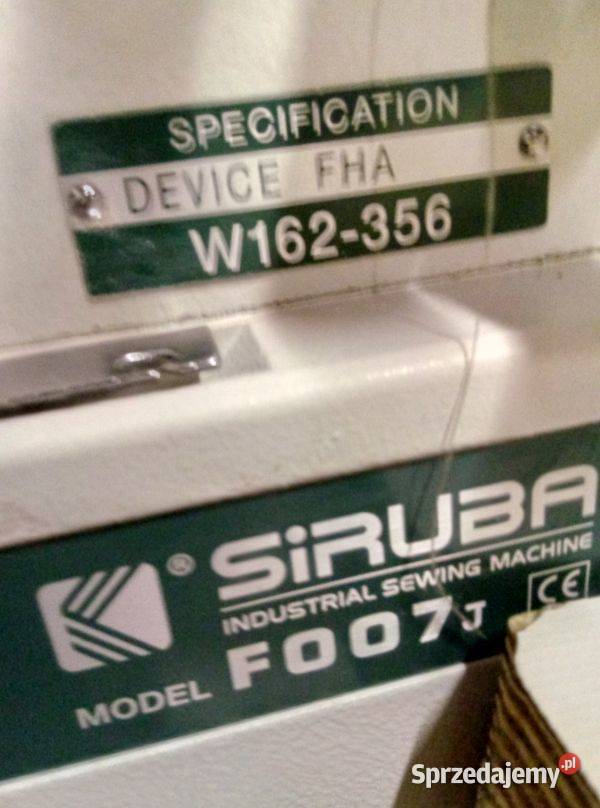 SPECIFICATION
DEVICE FHA
W162-356
® SiRUBA
INDUSTRIAL SEWING MACHINE
MODEL F007J CE
Sprzedajemy.pl